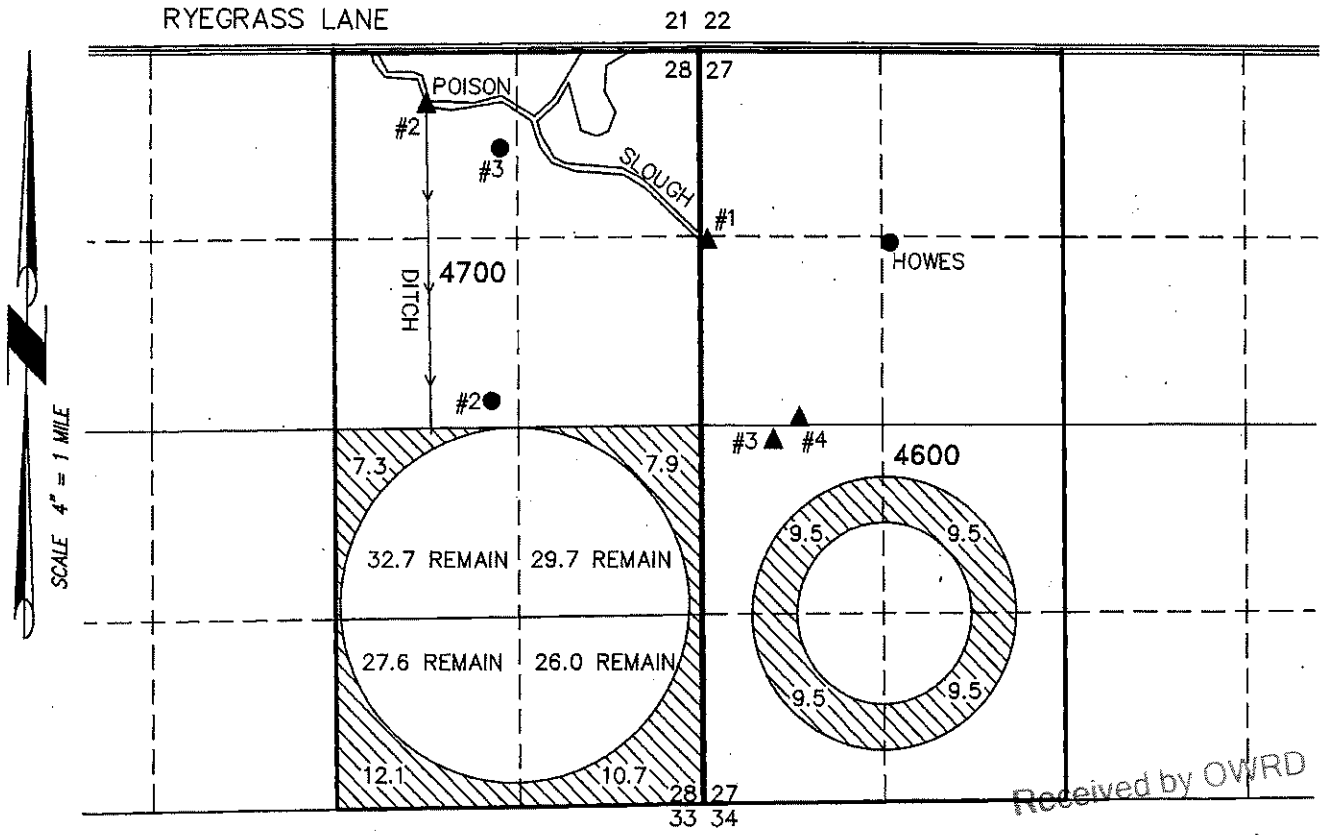 RYEGRASS LANE
21 22
28 27
POISON
#2
#3
SLOUGH
#1
HOWES
DITCH
4700
#2
#3
#4
4600
SCALE 4" = 1 MILE
7.3
7.9
9.5
9.5
32.7 REMAIN
29.7 REMAIN
27.6 REMAIN
26.0 REMAIN
9.5
9.5
12.1
10.7
28 27
33 34
Received by OWRD